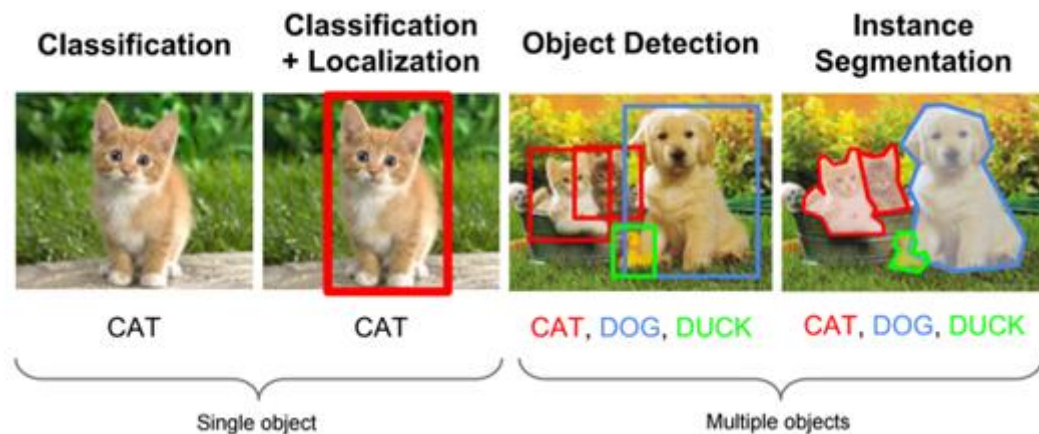 Classification
Classification
+ Localization
Object Detection
Instance
Segmentation
CAT
CAT
CAT, DOG, DUCK
CAT, DOG, DUCK
Single object
Multiple objects